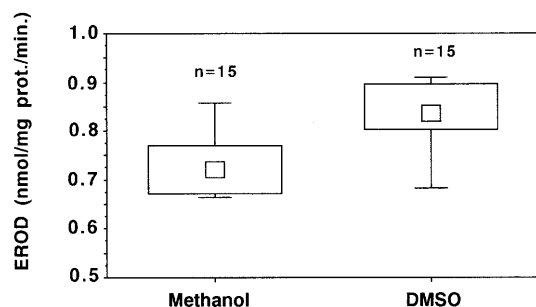 EROD (nmol/mg prot./min.)
1.0
0.9
0.8
0.7
0.6
0.5
n=15
n=15
Methanol
DMSO